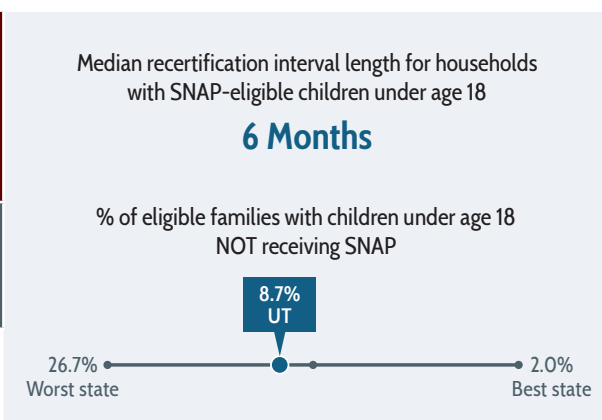 Median recertification interval length for households
with SNAP-eligible children under age 18
6 Months
% of eligible families with children under age 18
NOT receiving SNAP
8.7%
UT
26.7%
Worst state
2.0%
Best state